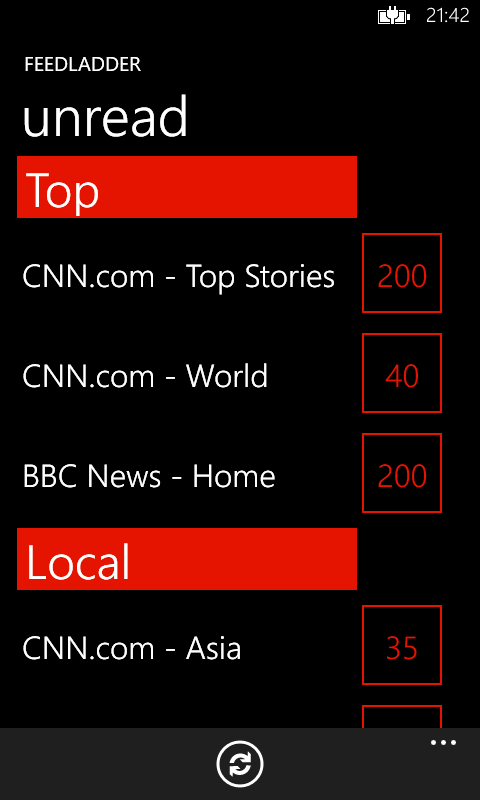 21:42
FEEDLADDER
unread
Top
CNN.com - Top Stories 200
CNN.com - World 40
BBC News - Home 200
Local
CNN.com - Asia 35